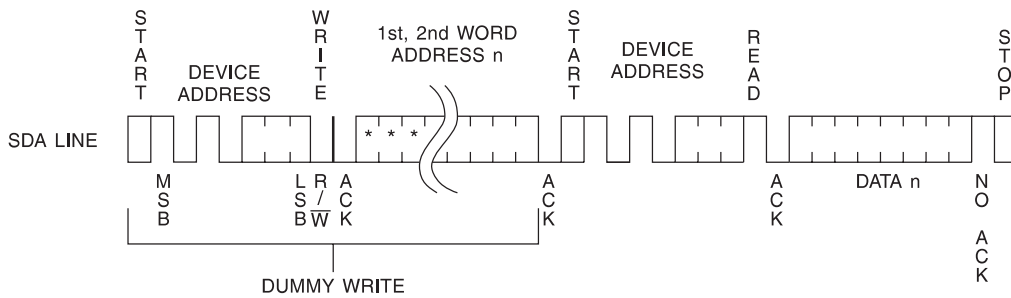 START
WRITE
1st, 2nd WORD
ADDRESS n
START
READ
STOP
DEVICE
ADDRESS
DEVICE
ADDRESS
SDA LINE
* * *
MSB
LSB
R/W
ACK
ACK
ACK
DATA n
NO ACK
DUMMY WRITE